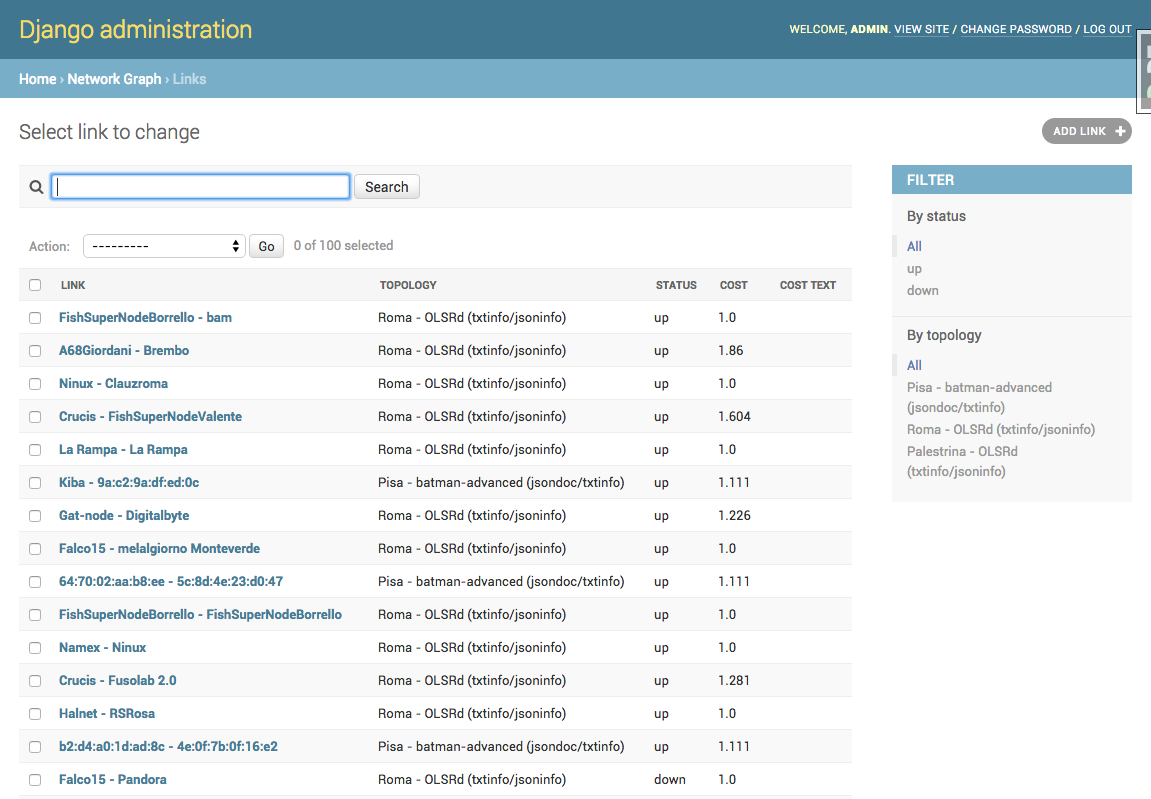 Django administration
WELCOME, ADMIN. VIEW SITE / CHANGE PASSWORD / LOG OUT
Home › Network Graph › Links
Select link to change
ADD LINK +
Search
Action: --------- Go 0 of 100 selected
LINK TOPOLOGY STATUS COST COST TEXT
FishSuperNodeBorrello - bam Roma - OLSRd (txtinfo/jsoninfo) up 1.0
A68Giordani - Brembo Roma - OLSRd (txtinfo/jsoninfo) up 1.86
Ninux - Clauzroma Roma - OLSRd (txtinfo/jsoninfo) up 1.0
Crucis - FishSuperNodeValente Roma - OLSRd (txtinfo/jsoninfo) up 1.604
La Rampa - La Rampa Roma - OLSRd (txtinfo/jsoninfo) up 1.0
Kiba - 9a:c2:9a:df:ed:0c Pisa - batman-advanced (jsondoc/txtinfo) up 1.111
Gat-node - Digitalbyte Roma - OLSRd (txtinfo/jsoninfo) up 1.226
Falco15 - melalgiorno Monteverde Roma - OLSRd (txtinfo/jsoninfo) up 1.0
64:70:02:aa:b8:ee - 5c:8d:4e:23:d0:47 Pisa - batman-advanced (jsondoc/txtinfo) up 1.111
FishSuperNodeBorrello - FishSuperNodeBorrello Roma - OLSRd (txtinfo/jsoninfo) up 1.0
Namex - Ninux Roma - OLSRd (txtinfo/jsoninfo) up 1.0
Crucis - Fusolab 2.0 Roma - OLSRd (txtinfo/jsoninfo) up 1.281
Halnet - RSRosa Roma - OLSRd (txtinfo/jsoninfo) up 1.0
b2:d4:a0:1d:ad:8c - 4e:0f:7b:0f:16:e2 Pisa - batman-advanced (jsondoc/txtinfo) up 1.111
Falco15 - Pandora Roma - OLSRd (txtinfo/jsoninfo) down 1.0
FILTER
By status
All
up
down
By topology
All
Pisa - batman-advanced
(jsondoc/txtinfo)
Roma - OLSRd (txtinfo/jsoninfo)
Palestrina - OLSRd
(txtinfo/jsoninfo)